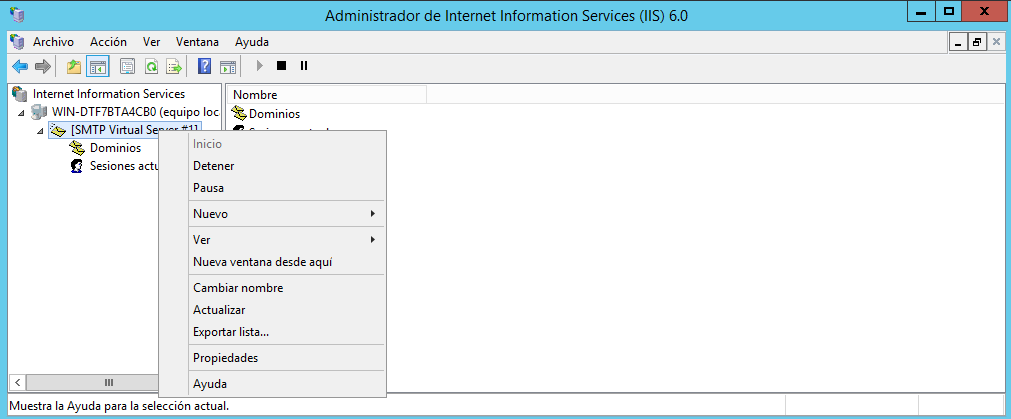 Administrador de Internet Information Services (IIS) 6.0
Archivo Acción Ver Ventana Ayuda
Internet Information Services
WIN-DTF7BTA4CB0 (equipo loc
[SMTP Virtual Server #1]
Dominios
Sesiones actu
Nombre
Dominios
Inicio
Detener
Pausa
Nuevo
Ver
Nueva ventana desde aquí
Cambiar nombre
Actualizar
Exportar lista...
Propiedades
Ayuda
Muestra la Ayuda para la selección actual.